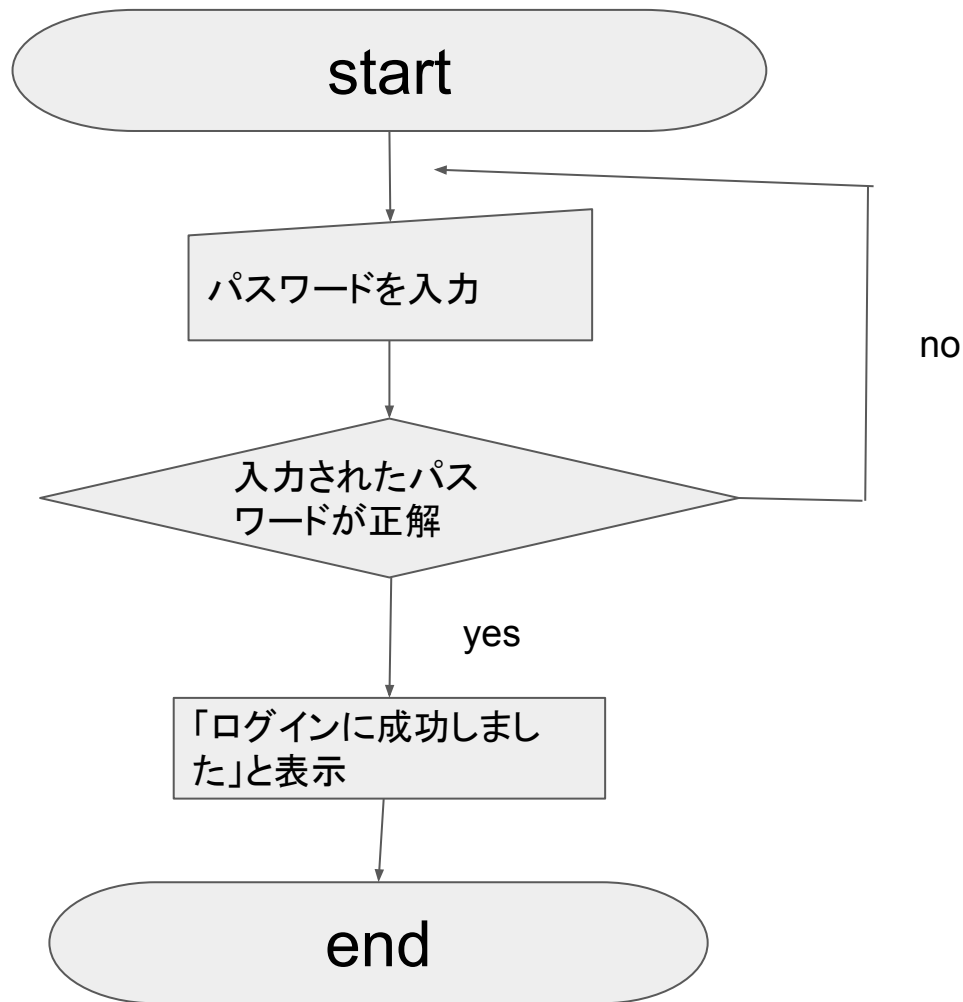 start
パスワードを入力
no
入力されたパス
ワードが正解
yes
「ログインに成功しまし
た」と表示
end